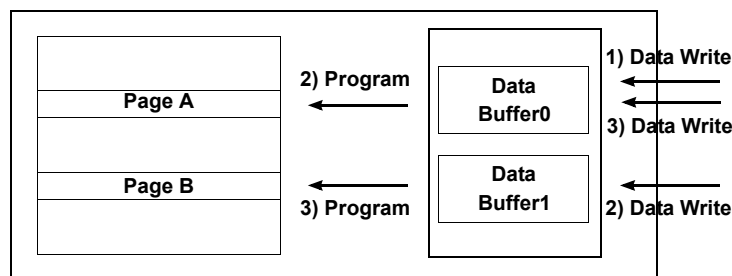 1) Data Write
2) Program
Data
Buffer0
Page A
3) Data Write
Data
Buffer1
Page B
3) Program
2) Data Write